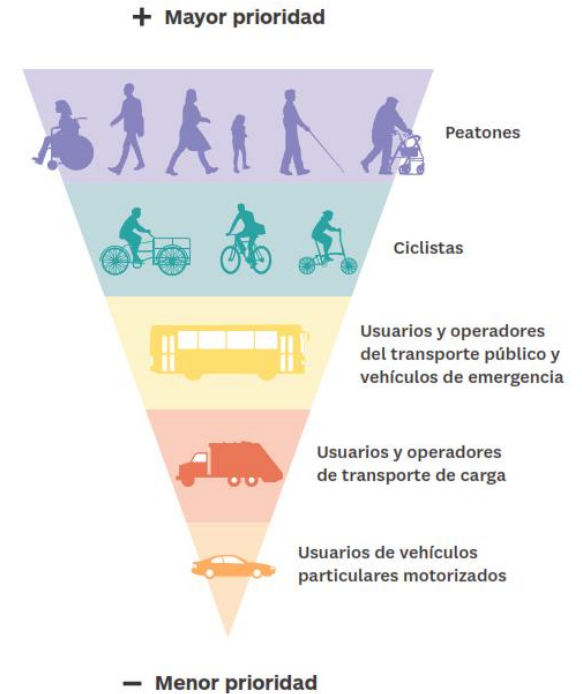 + Mayor prioridad
Peatones
Ciclistas
Usuarios y operadores
del transporte público y
vehículos de emergencia
Usuarios y operadores
de transporte de carga
Usuarios de vehículos
particulares motorizados
− Menor prioridad